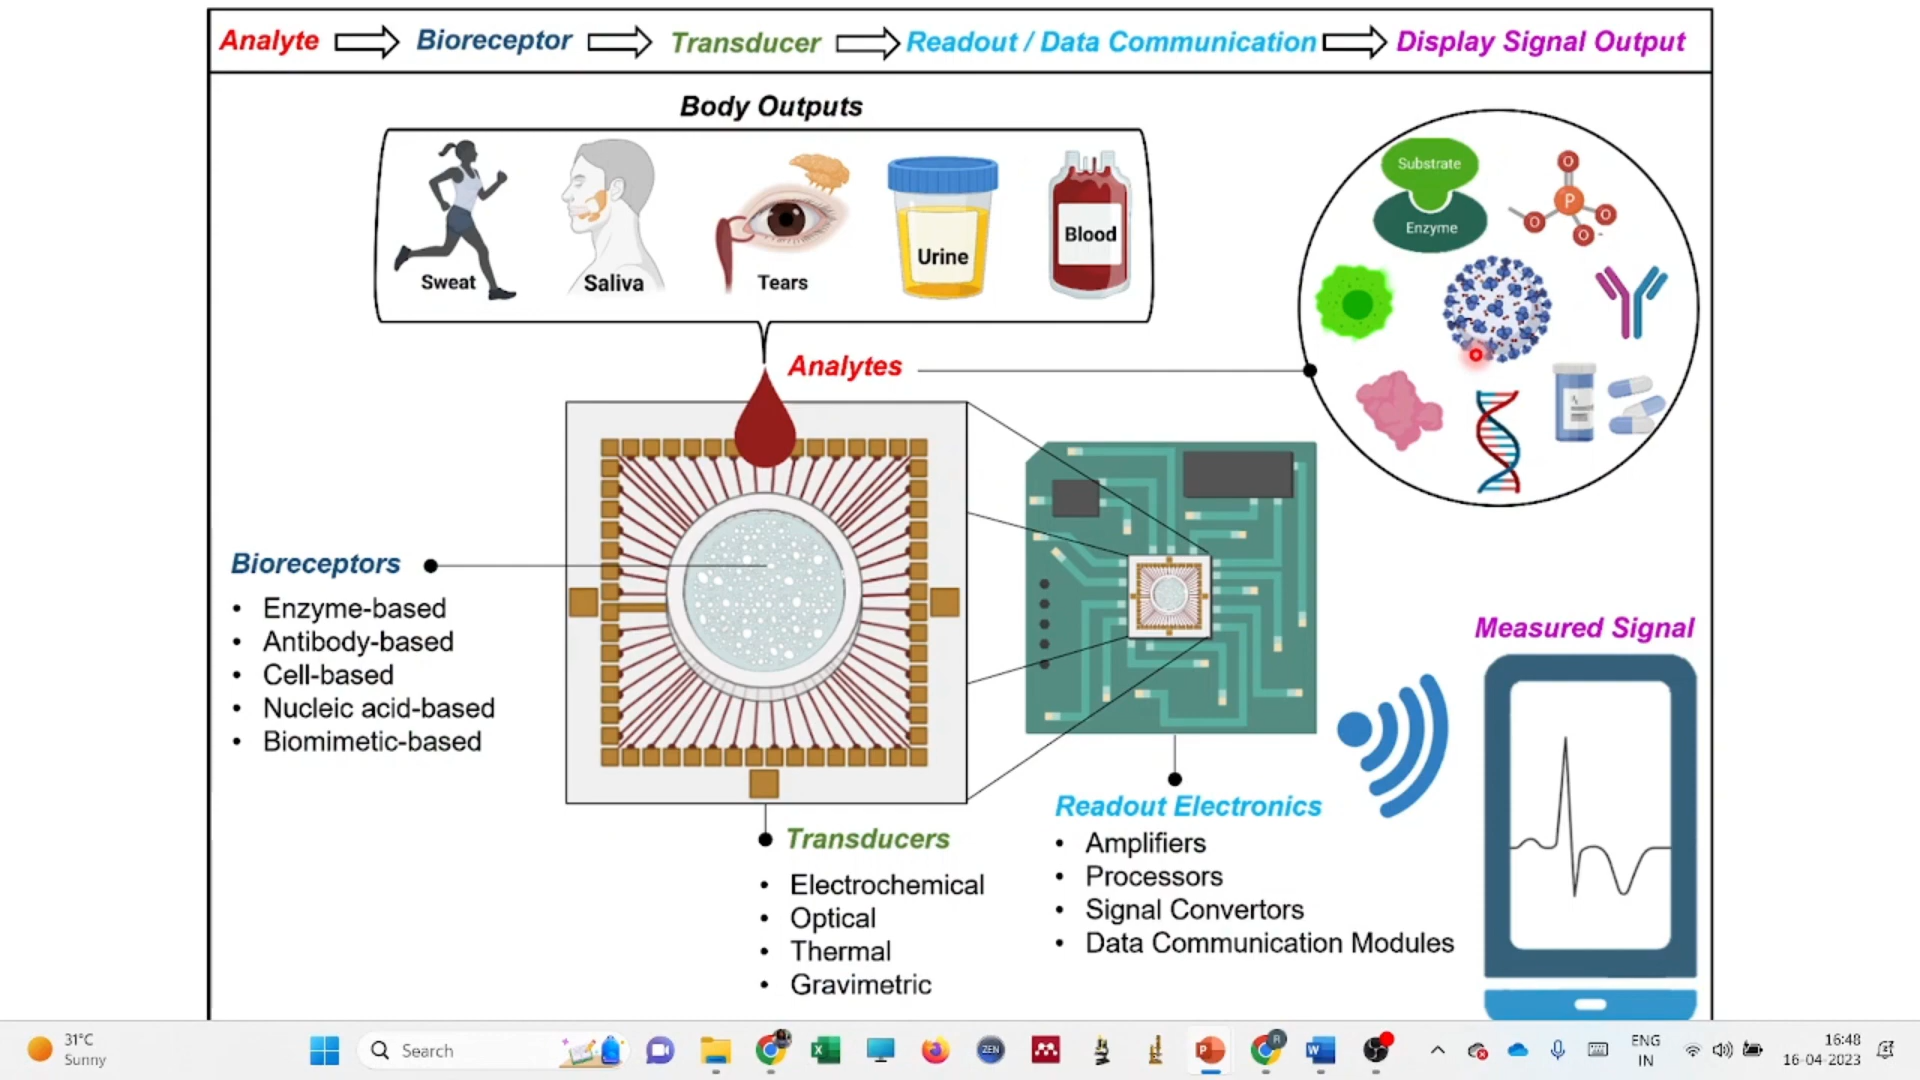 Analyte
Bioreceptor
Transducer
Readout / Data Communication
Display Signal Output
Body Outputs
Sweat
Saliva
Tears
Urine
Blood
Substrate
Enzyme
P
O
O
O
O
-
Analytes
Bioreceptors
• Enzyme-based
• Antibody-based
• Cell-based
• Nucleic acid-based
• Biomimetic-based
Transducers
• Electrochemical
• Optical
• Thermal
• Gravimetric
Readout Electronics
• Amplifiers
• Processors
• Signal Convertors
• Data Communication Modules
Measured Signal
31°C
Sunny
Search
ZEN
R
ENG
IN
16:48
16-04-2023